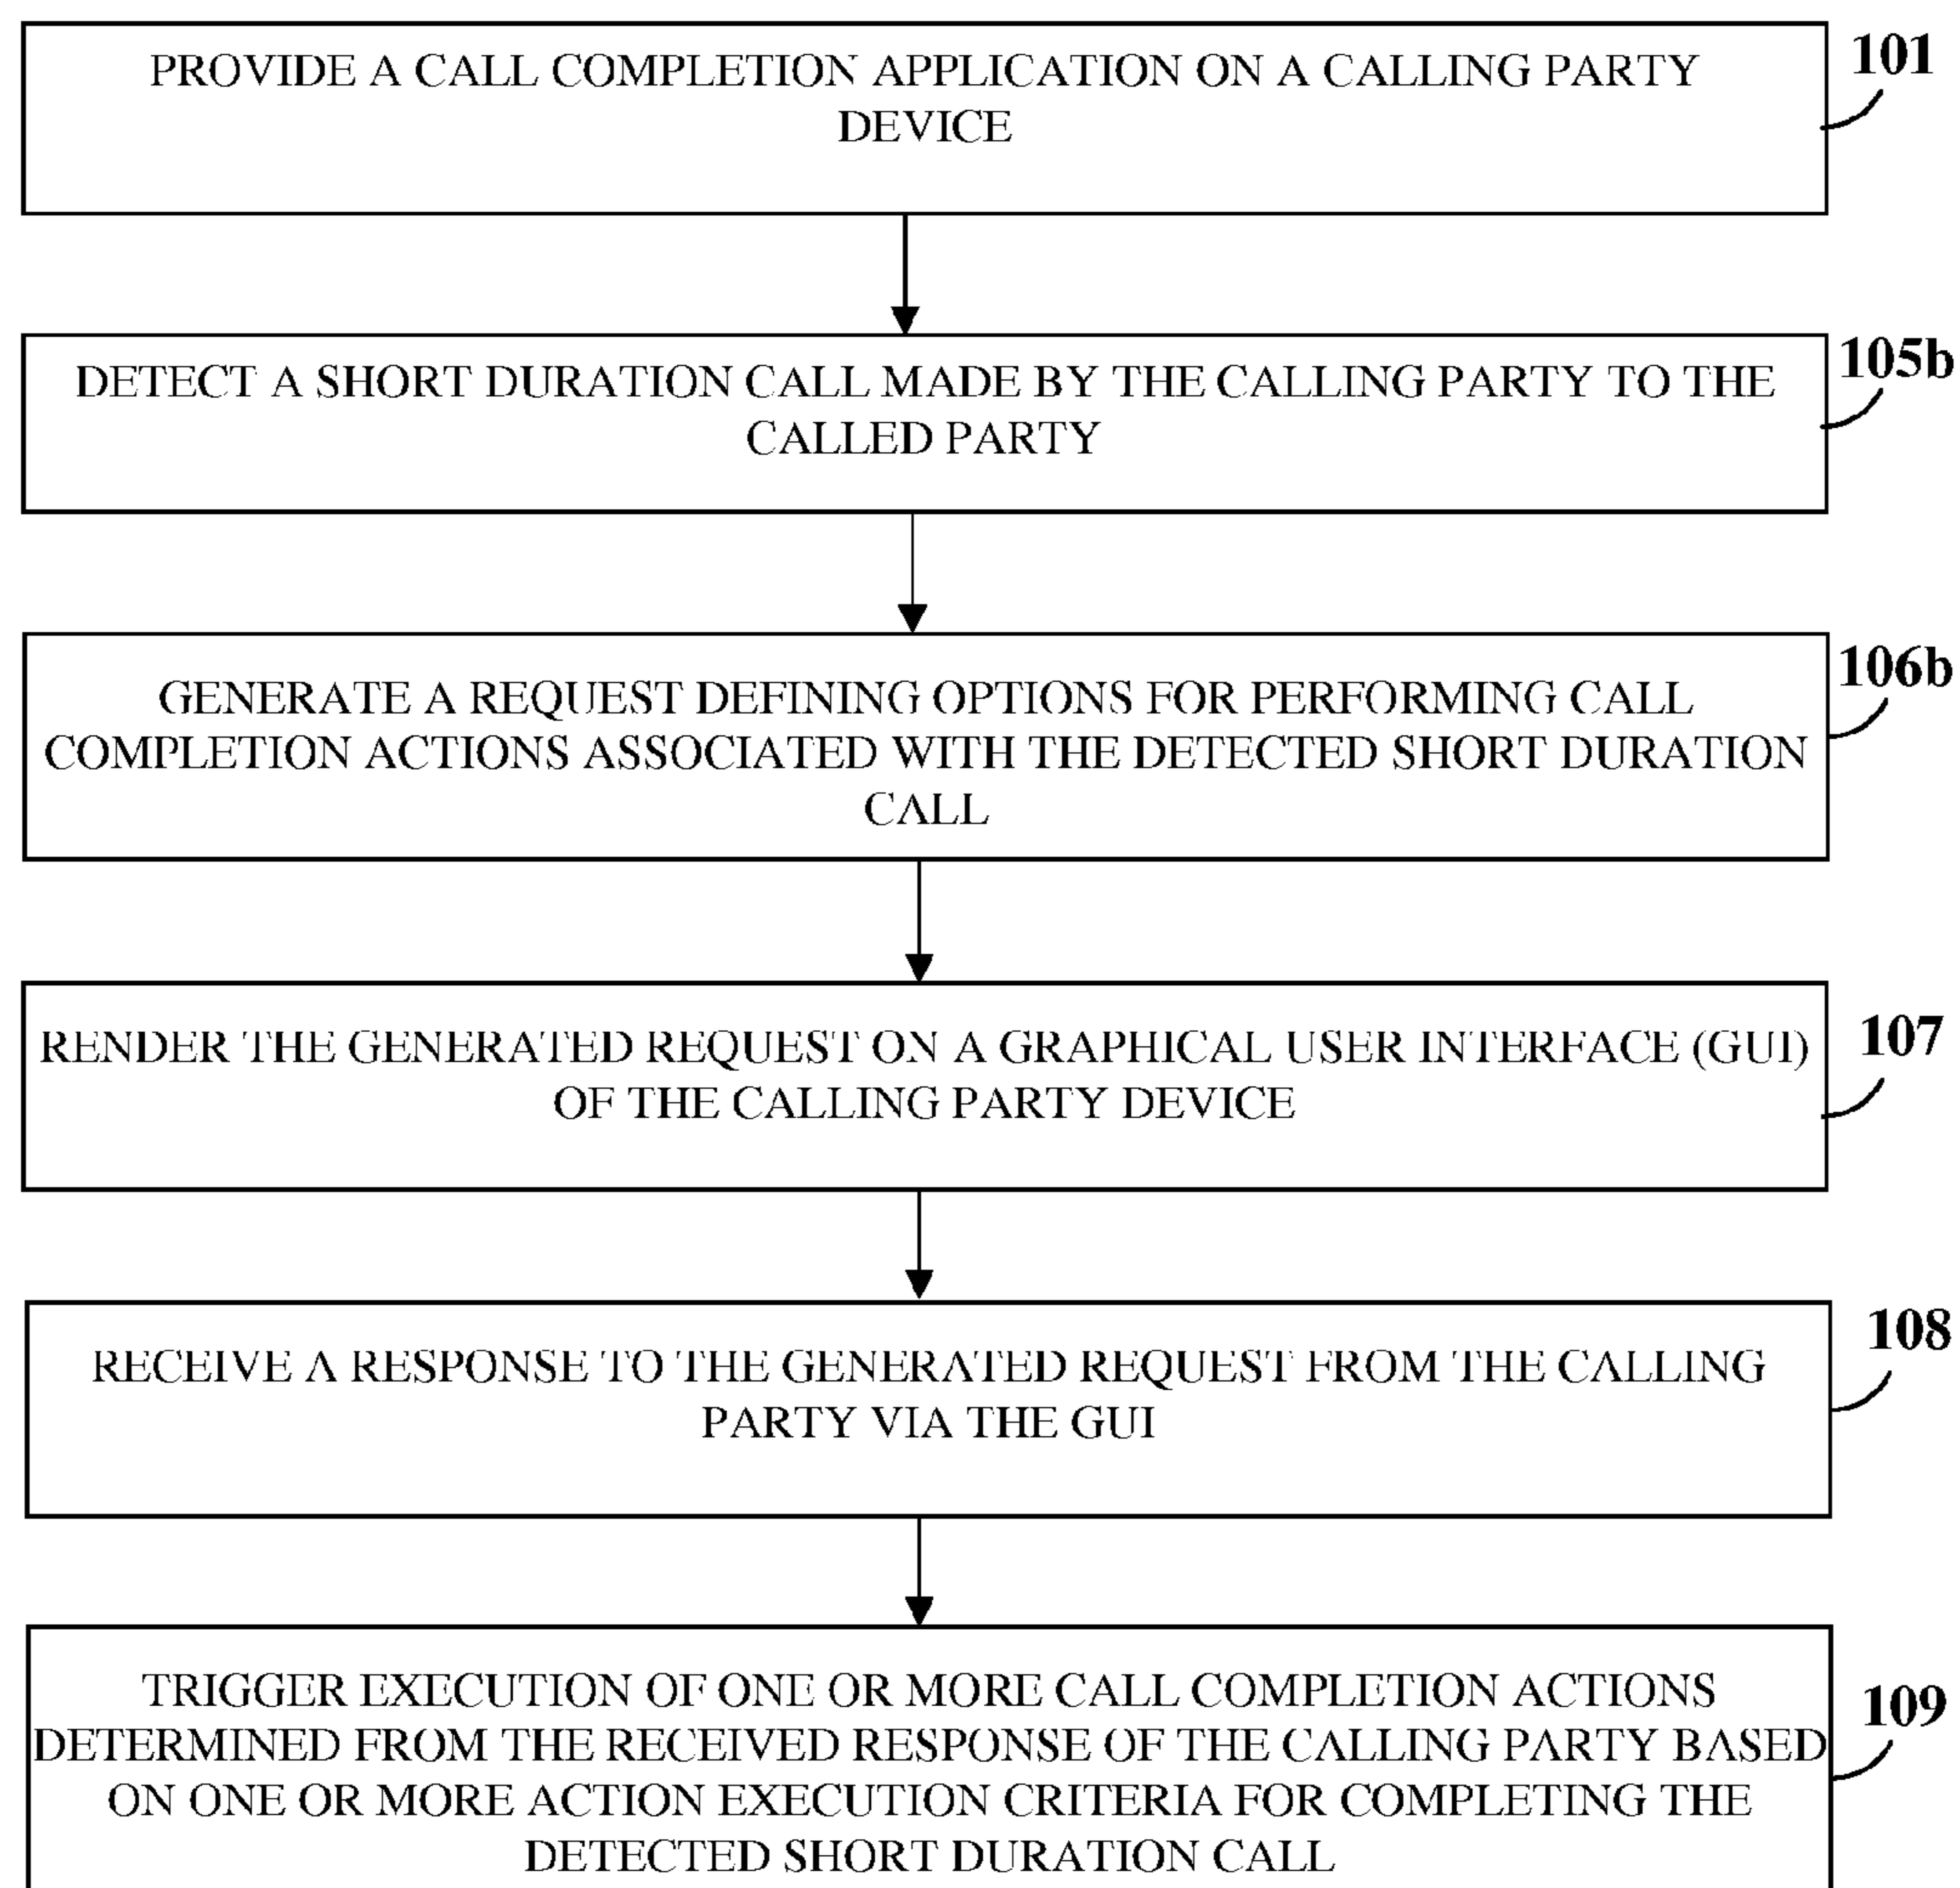 PROVIDE A CALL COMPLETION APPLICATION ON A CALLING PARTY
DEVICE
101
DETECT A SHORT DURATION CALL MADE BY THE CALLING PARTY TO THE
CALLED PARTY
105b
GENERATE A REQUEST DEFINING OPTIONS FOR PERFORMING CALL
COMPLETION ACTIONS ASSOCIATED WITH THE DETECTED SHORT DURATION
CALL
106b
RENDER THE GENERATED REQUEST ON A GRAPHICAL USER INTERFACE (GUI)
OF THE CALLING PARTY DEVICE
107
RECEIVE A RESPONSE TO THE GENERATED REQUEST FROM THE CALLING
PARTY VIA THE GUI
108
TRIGGER EXECUTION OF ONE OR MORE CALL COMPLETION ACTIONS
DETERMINED FROM THE RECEIVED RESPONSE OF THE CALLING PARTY BASED
ON ONE OR MORE ACTION EXECUTION CRITERIA FOR COMPLETING THE
DETECTED SHORT DURATION CALL
109